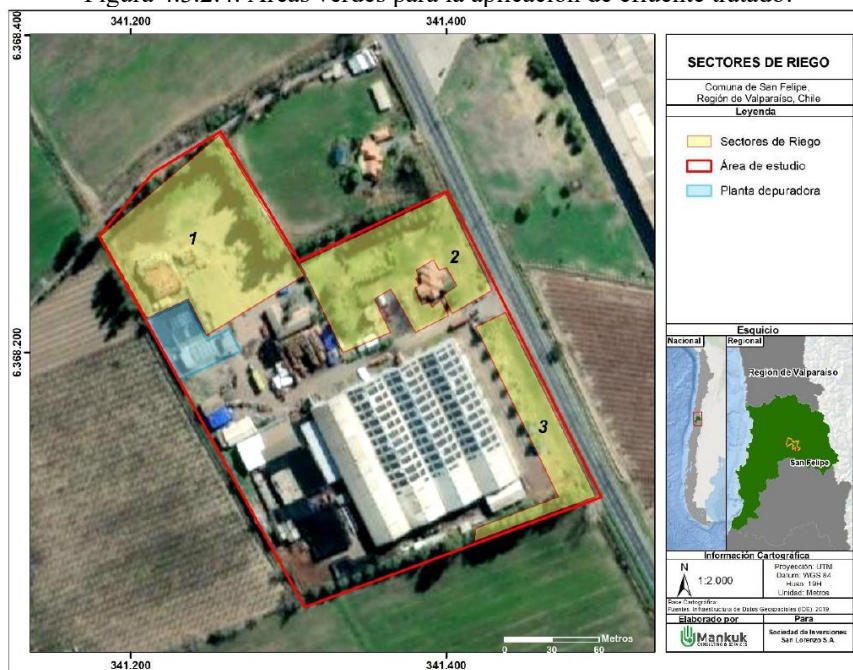 Figura 4.3.2.4. Áreas verdes para la aplicación de efluente tratado.
341.200
341.400
6.368.400
6.368.200
1
2
3
Metros
0 30 60
341.200
341.400
SECTORES DE RIEGO
Comuna de San Felipe,
Región de Valparaíso, Chile
Leyenda
Sectores de Riego
Área de estudio
Planta depuradora
Esquicio
Nacional
Regional
Región de Valparaíso
San Felipe
Información Cartográfica
N
1:2.000
Proyección: UTM
Datum: WGS 84
Huso: 19H
Unidad: Metros
Base Cartográfica:
Fuentes: Infraestructura de Datos Geoespaciales (IDE), 2019
Elaborado por
Para
Mankuk
CONSULTING & SERVICES
Sociedad de Inversiones
San Lorenzo S.A.